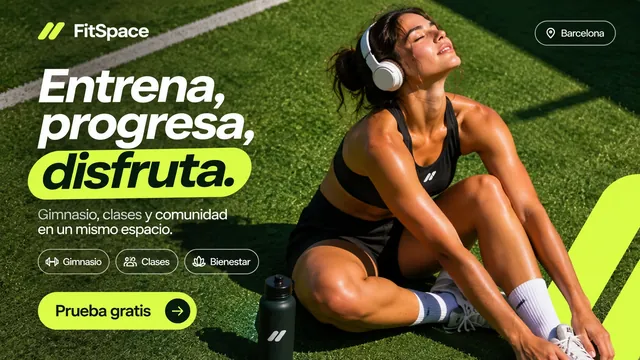 FitSpace
Barcelona
Entrena,
progresa,
disfruta.
Gimnasio, clases y comunidad
en un mismo espacio.
Gimnasio
Clases
Bienestar
Prueba gratis